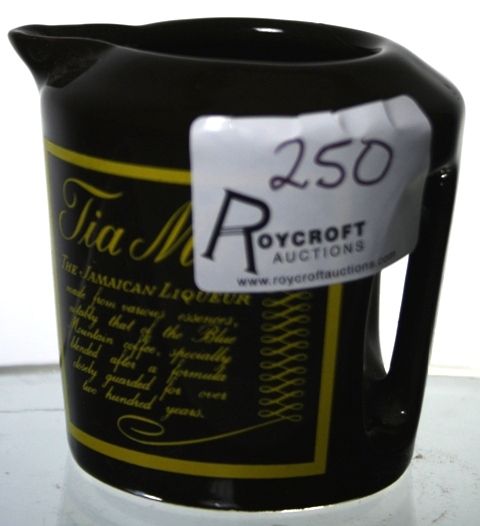 250
ROYCROFT
AUCTIONS
www.roycroftauctions.com
Tia M
THE JAMAICAN LIQUEUR
made from various essences,
notably that of the Blue
Mountain coffee, specially
blended after a formula
closely guarded for over
two hundred years.